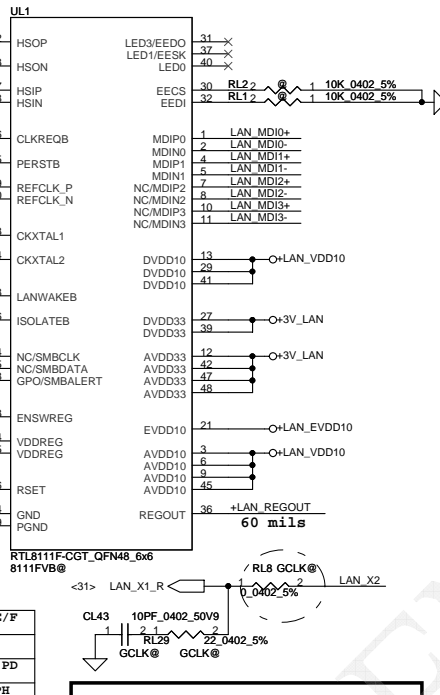 UL1
HSOP LED3/EEDO 31
HSON LED1/EESK 37
LED0 40
HSIP EECS 30 RL2 2 @ 1 10K_0402_5%
HSIN EEDI 32 RL1 2 @ 1 10K_0402_5%
CLKREQB MDIP0 1 LAN_MDI0+
MDIN0 2 LAN_MDI0-
PERSTB MDIP1 4 LAN_MDI1+
MDIN1 5 LAN_MDI1-
REFCLK_P NC/MDIP2 7 LAN_MDI2+
REFCLK_N NC/MDIN2 8 LAN_MDI2-
NC/MDIP3 10 LAN_MDI3+
NC/MDIN3 11 LAN_MDI3-
CKXTAL1
CKXTAL2 DVDD10 13 +LAN_VDD10
DVDD10 29
DVDD10 41
LANWAKEB
ISOLATEB DVDD33 27 +3V_LAN
DVDD33 39
NC/SMBCLK AVDD33 12 +3V_LAN
NC/SMBDATA AVDD33 42
GPO/SMBALERT AVDD33 47
AVDD33 48
ENSWREG EVDD10 21 +LAN_EVDD10
VDDREG
VDDREG AVDD10 3 +LAN_VDD10
AVDD10 6
AVDD10 9
RSET AVDD10 45
GND REGOUT 36 +LAN_REGOUT
PGND 60 mils
RTL8111F-CGT_QFN48_6x6
8111FVB@
RL8 GCLK@
<31> LAN_X1_R 1 2 LAN_X2
0_0402_5%
CL43 10PF_0402_50V9
1 2 1 2
RL29 22_0402_5%
GCLK@ GCLK@
/F
PD
PH